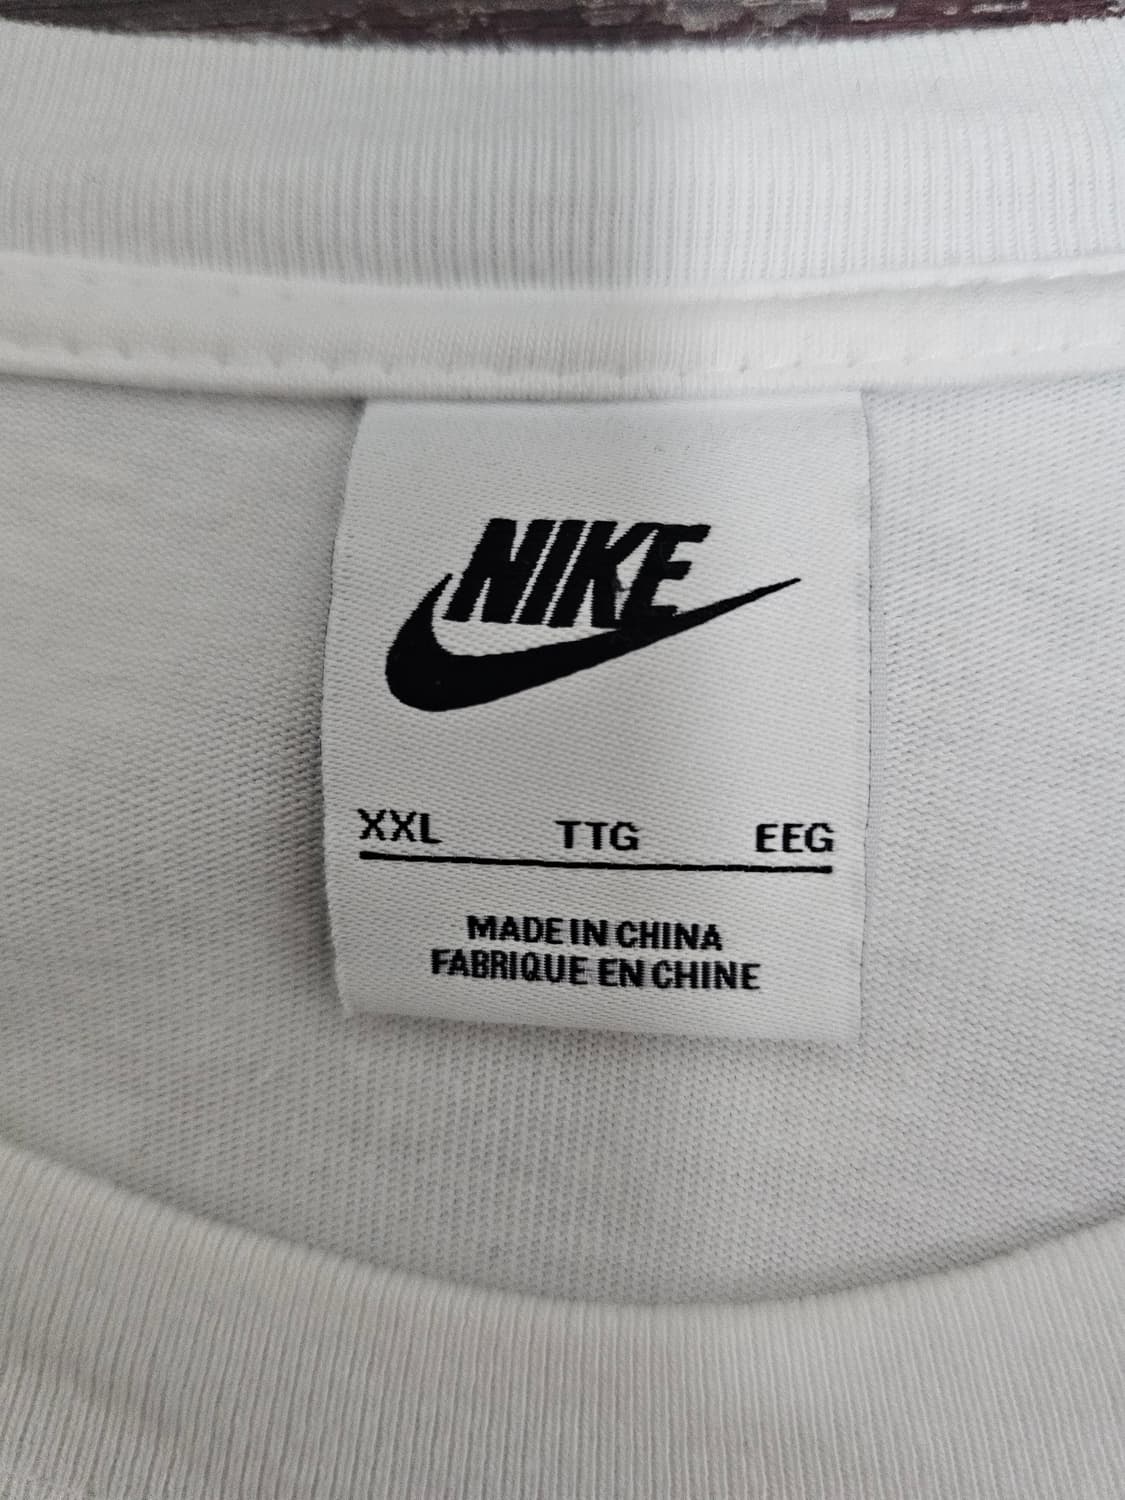 NIKE
XXL TTG EEG
MADE IN CHINA
FABRIQUE EN CHINE